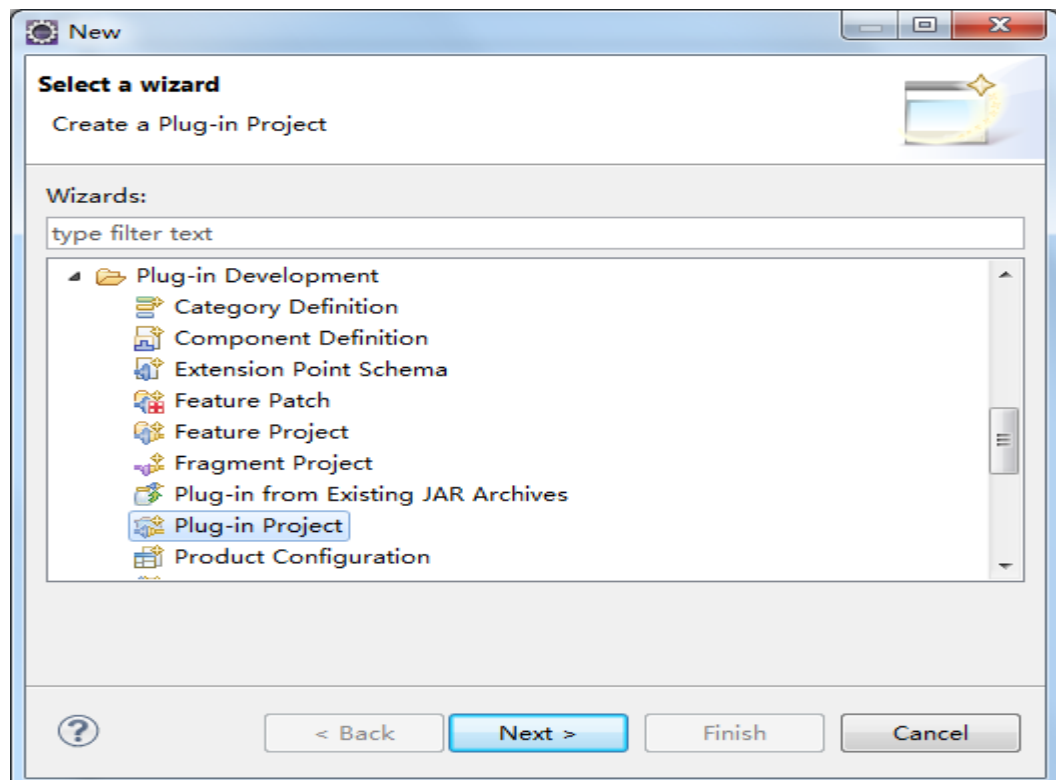 New
Select a wizard
Create a Plug-in Project
Wizards:
type filter text
Plug-in Development
Category Definition
Component Definition
Extension Point Schema
Feature Patch
Feature Project
Fragment Project
Plug-in from Existing JAR Archives
Plug-in Project
Product Configuration
? < Back Next > Finish Cancel